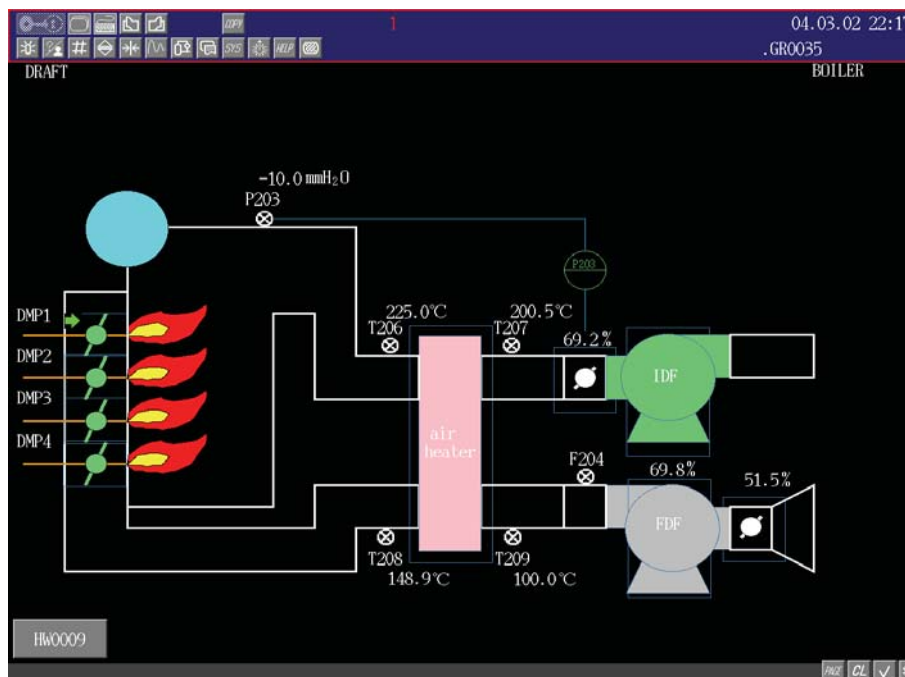 COPY
1
04.03.02 22:17
SYS
HELP
.GR0035
DRAFT
BOILER
-10.0 mmH₂O
P203
P203
DMP1
225.0℃
200.5℃
T206
T207
69.2%
DMP2
IDF
DMP3
air
heater
DMP4
F204
69.8%
51.5%
FDF
T208
T209
148.9℃
100.0℃
HW0009
PAGE CL